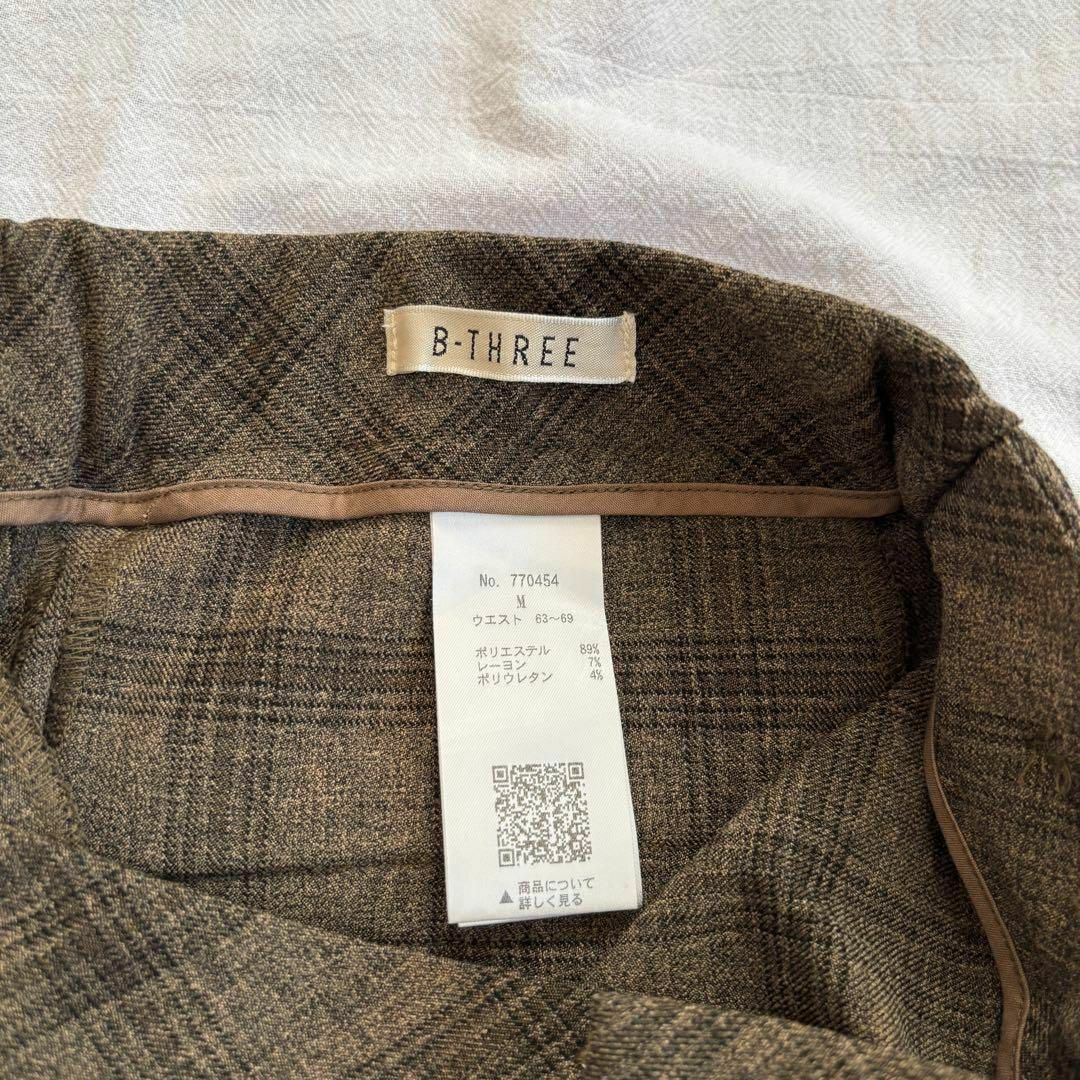 B-THREE
No. 770454
M
ウエスト 63～69
ポリエステル 89%
レーヨン 7%
ポリウレタン 4%
▲ 商品について
詳しく見る